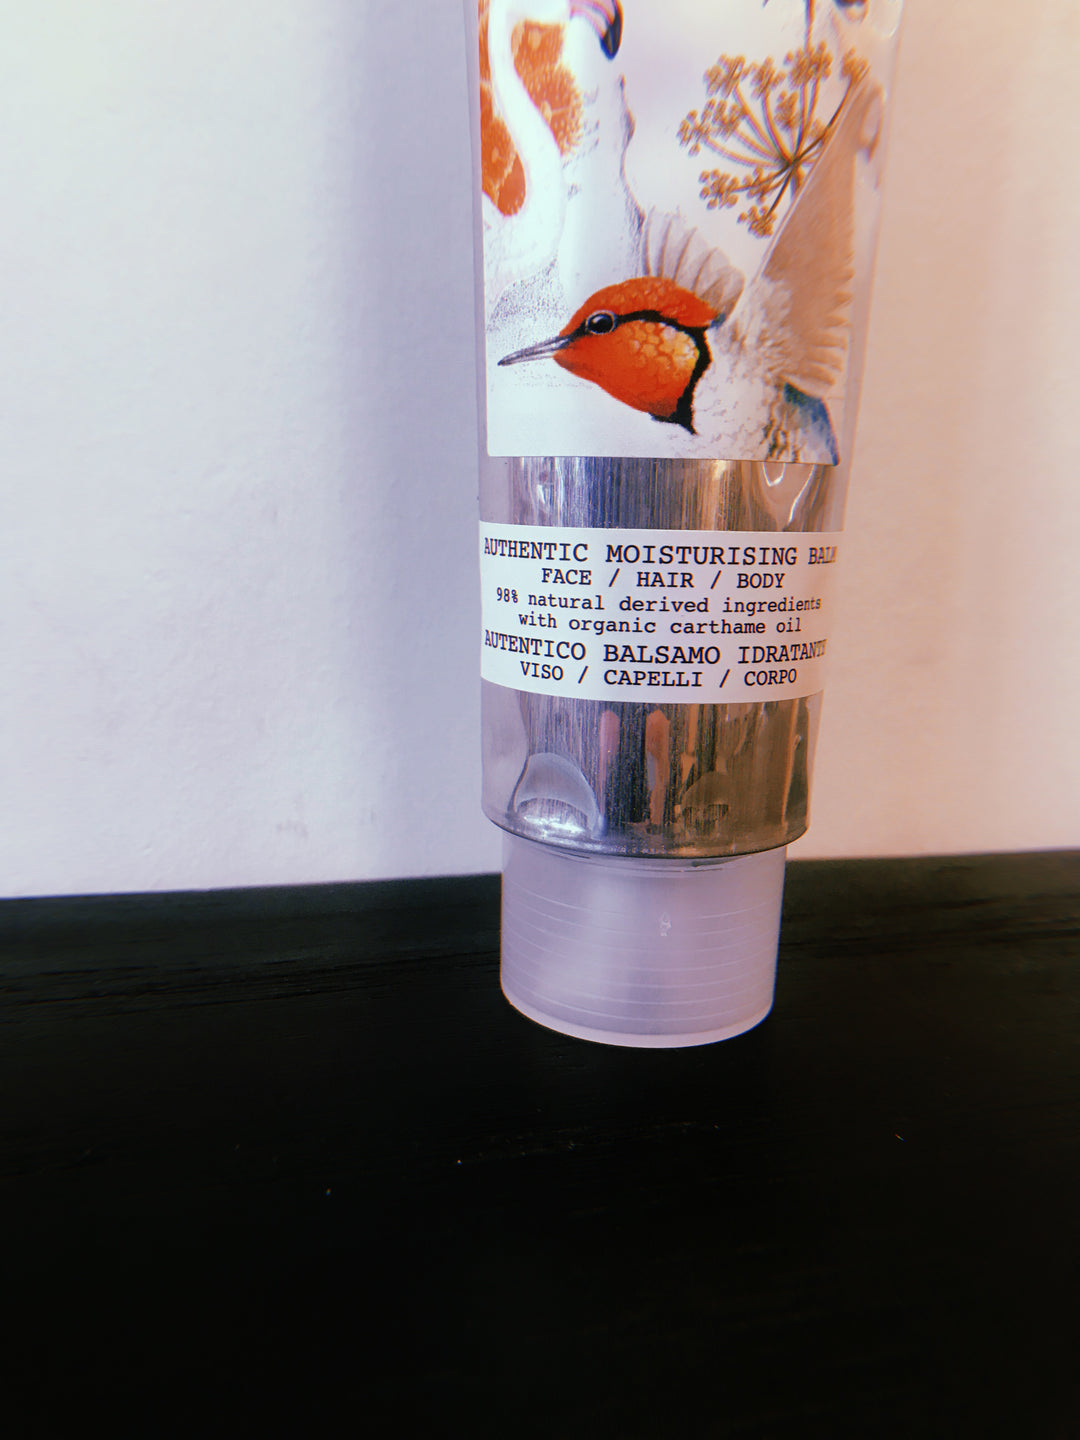 AUTHENTIC MOISTURISING BALM
FACE / HAIR / BODY
98% natural derived ingredients
with organic carthame oil
AUTENTICO BALSAMO IDRATANTE
VISO / CAPELLI / CORPO